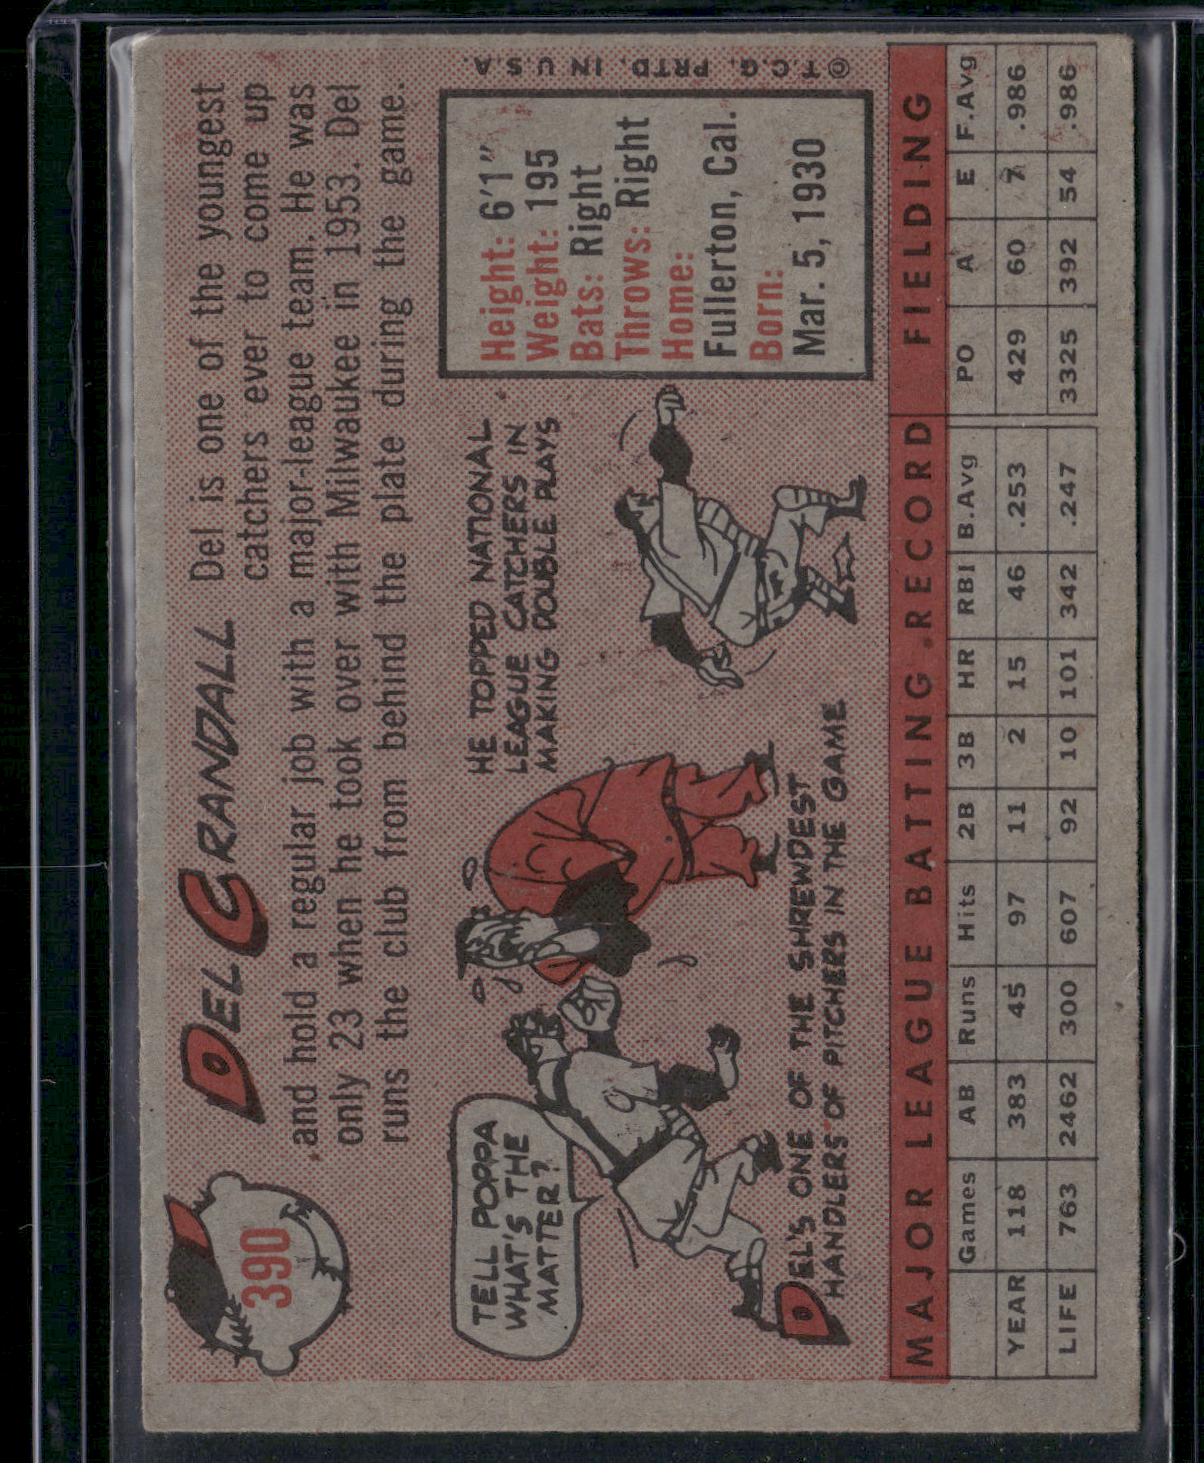 390
DEL CRANDALL
Del is one of the youngest
catchers ever to come up
and hold a regular job with a major-league team. He was
only 23 when he took over with Milwaukee in 1953. Del
runs the club from behind the plate during the game.
TELL POPPA
WHAT'S THE
MATTER?
DEL'S ONE OF THE SHREWDEST
HANDLERS OF PITCHERS IN THE GAME
HE TOPPED NATIONAL
LEAGUE CATCHERS IN
MAKING DOUBLE PLAYS
Height: 6'1"
Weight: 195
Bats: Right
Throws: Right
Home:
Fullerton, Cal.
Born:
Mar. 5, 1930
© T.C.G. PRTD. IN U.S.A.
MAJOR LEAGUE BATTING RECORD FIELDING
Games AB Runs Hits 2B 3B HR RBI B.Avg PO A E F.Avg
YEAR 118 383 45 97 11 2 15 46 .253 429 60 7 .986
LIFE 763 2462 300 607 92 10 101 342 .247 3325 392 54 .986